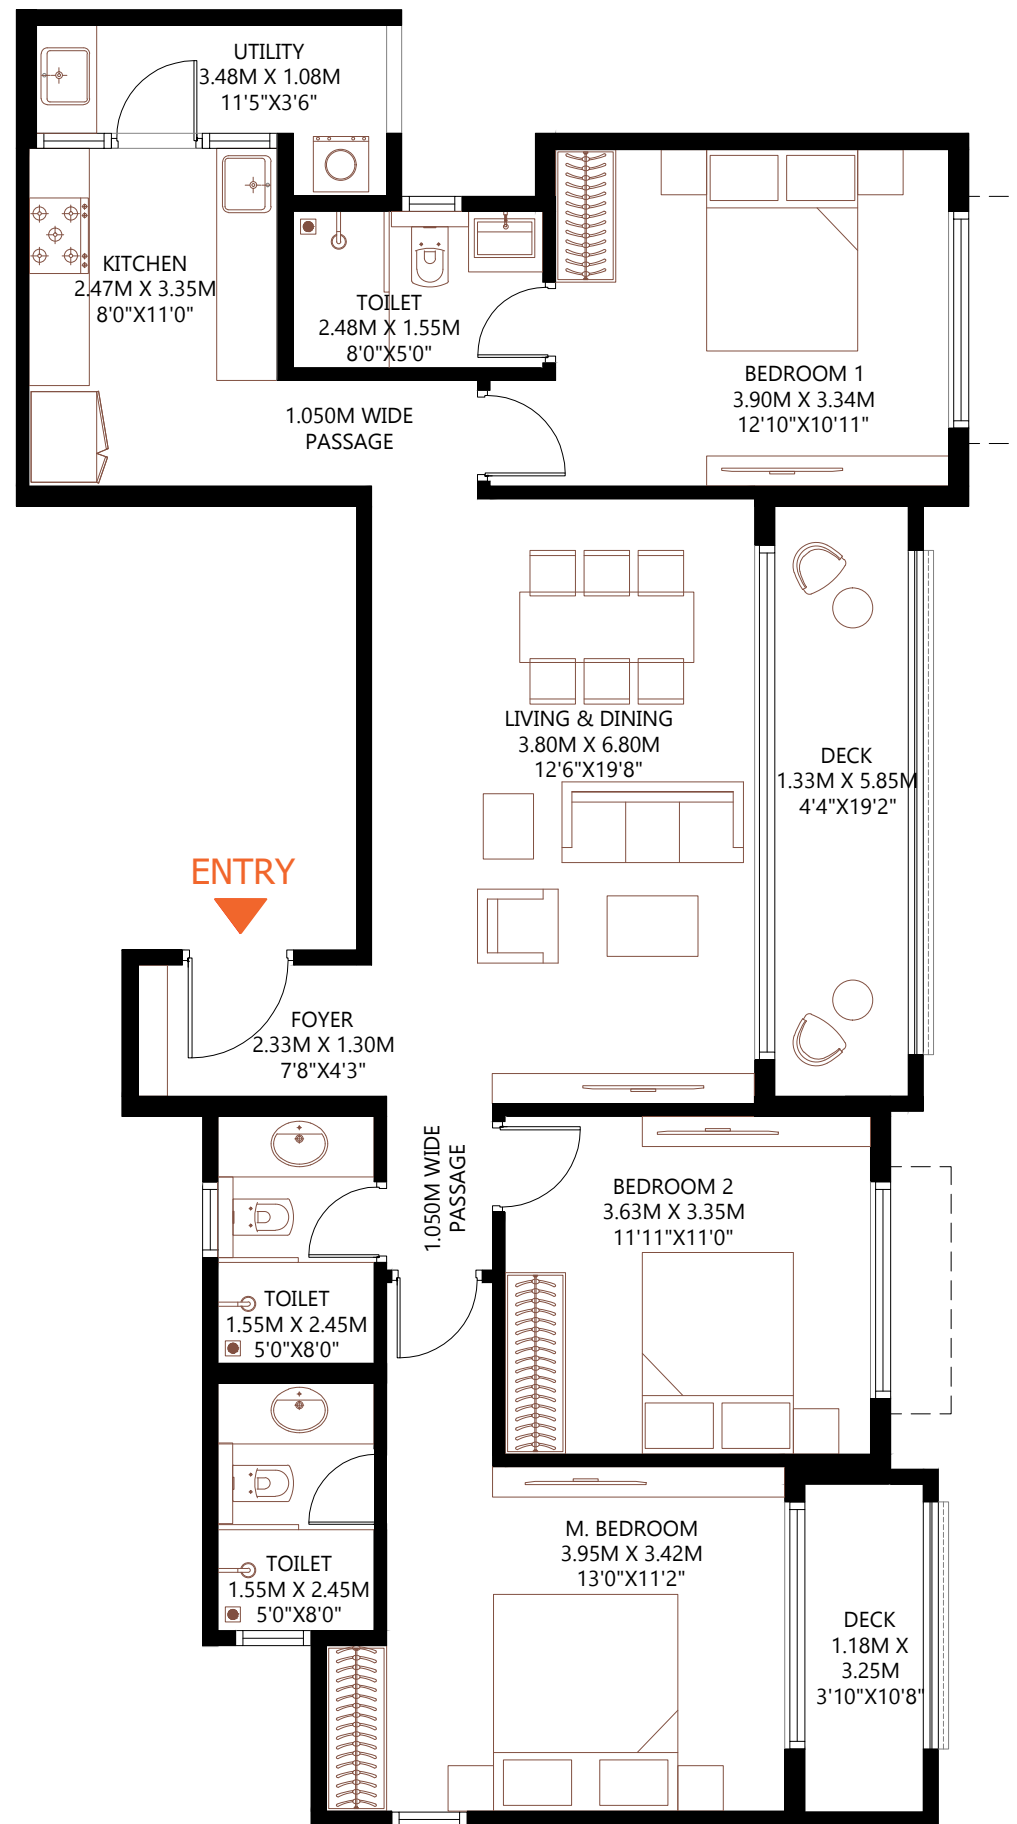 UTILITY
3.48M X 1.08M
11'5"X3'6"
KITCHEN
2.47M X 3.35M
8'0"X11'0"
TOILET
2.48M X 1.55M
8'0"X5'0"
BEDROOM 1
3.90M X 3.34M
12'10"X10'11"
1.050M WIDE
PASSAGE
LIVING & DINING
3.80M X 6.80M
12'6"X19'8"
DECK
1.33M X 5.85M
4'4"X19'2"
ENTRY
FOYER
2.33M X 1.30M
7'8"X4'3"
1.050M WIDE
PASSAGE
BEDROOM 2
3.63M X 3.35M
11'11"X11'0"
TOILET
1.55M X 2.45M
5'0"X8'0"
M. BEDROOM
3.95M X 3.42M
13'0"X11'2"
TOILET
1.55M X 2.45M
5'0"X8'0"
DECK
1.18M X
3.25M
3'10"X10'8"